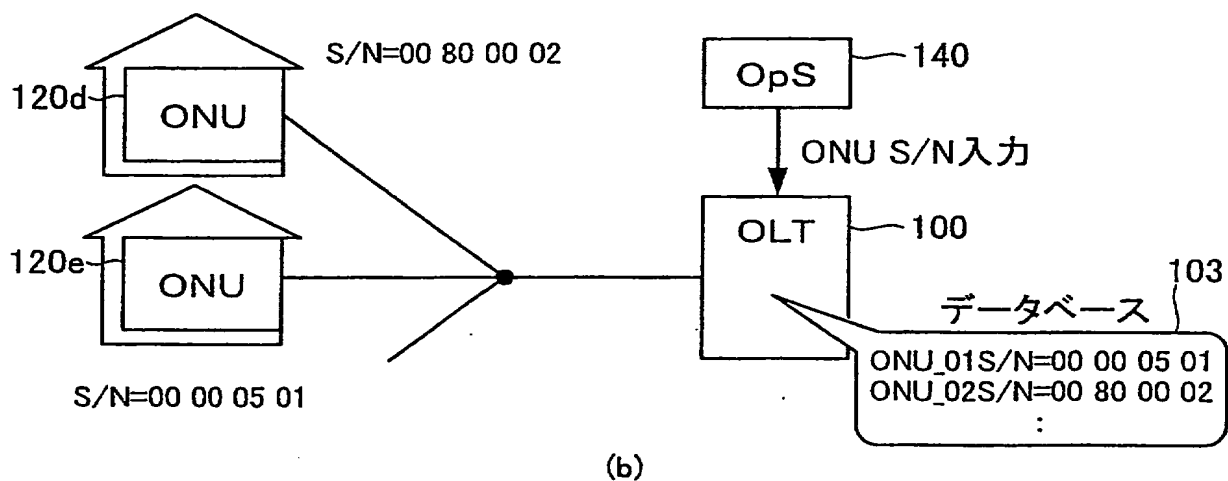 S/N=00 80 00 02
120d
ONU
OpS
140
ONU S/N入力
120e
ONU
OLT
100
S/N=00 00 05 01
データベース
103
ONU_01S/N=00 00 05 01
ONU_02S/N=00 80 00 02
:
(b)